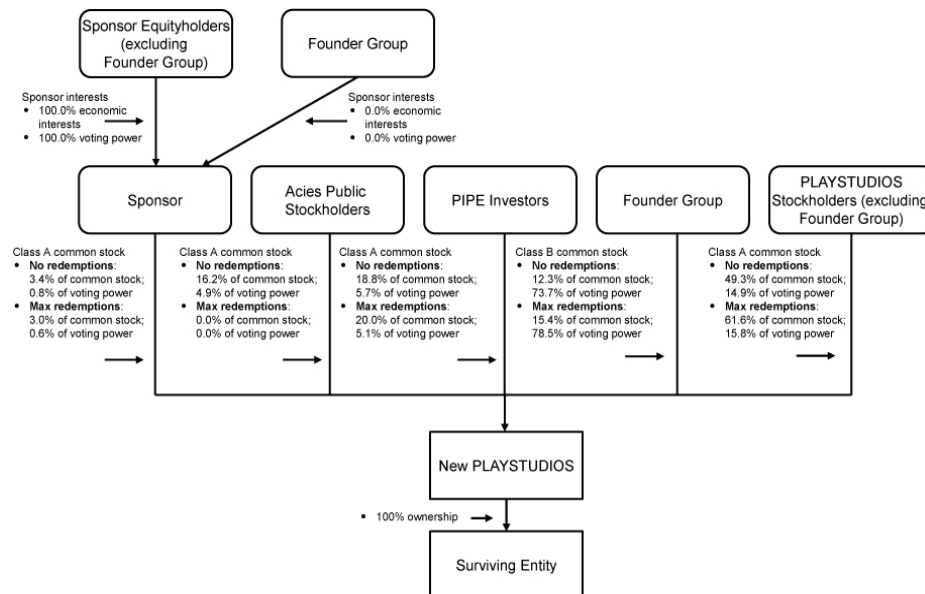 Sponsor Equityholders
(excluding
Founder Group)
Founder Group
Sponsor interests
• 100.0% economic
interests
• 100.0% voting power
Sponsor interests
• 0.0% economic
interests
• 0.0% voting power
Sponsor
Acies Public
Stockholders
PIPE Investors
Founder Group
PLAYSTUDIOS
Stockholders (excluding
Founder Group)
Class A common stock
• No redemptions:
3.4% of common stock;
0.8% of voting power
• Max redemptions:
3.0% of common stock;
0.6% of voting power
Class A common stock
• No redemptions:
16.2% of common stock;
4.9% of voting power
• Max redemptions:
0.0% of common stock;
0.0% of voting power
Class A common stock
• No redemptions:
18.8% of common stock;
5.7% of voting power
• Max redemptions:
20.0% of common stock;
5.1% of voting power
Class B common stock
• No redemptions:
12.3% of common stock;
73.7% of voting power
• Max redemptions:
15.4% of common stock;
78.5% of voting power
Class A common stock
• No redemptions:
49.3% of common stock;
14.9% of voting power
• Max redemptions:
61.6% of common stock;
15.8% of voting power
New PLAYSTUDIOS
• 100% ownership
Surviving Entity